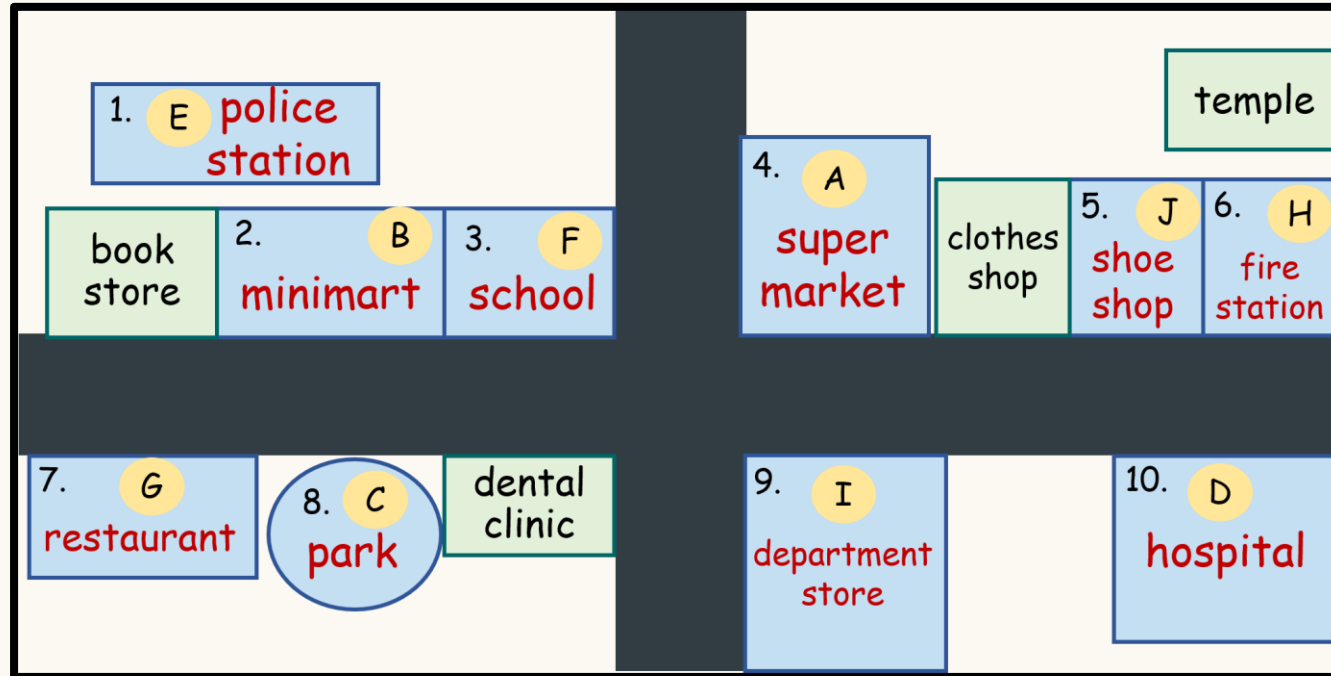 1. E police
station
temple
book
store
2. B
minimart
3. F
school
4. A
super
market
clothes
shop
5. J
shoe
shop
6. H
fire
station
7. G
restaurant
8. C
park
dental
clinic
9. I
department
store
10. D
hospital